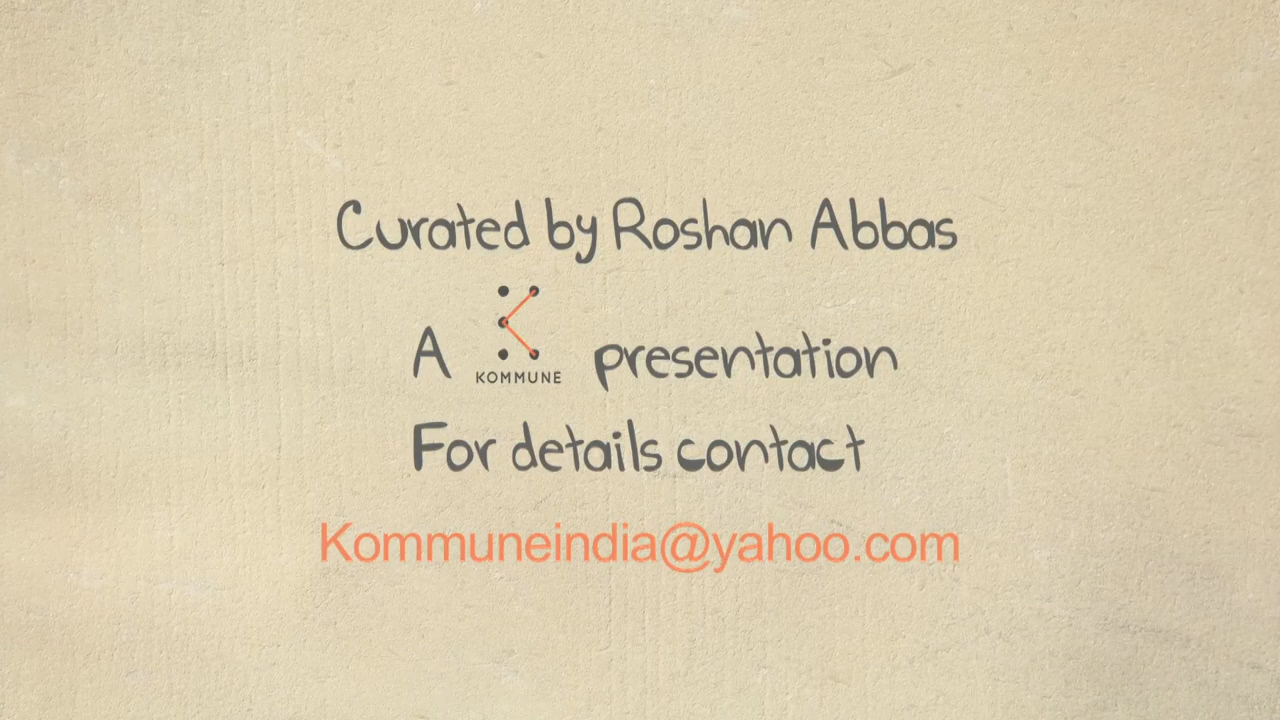 Curated by Roshan Abbas
A KOMMUNE presentation
For details contact
Kommuneindia@yahoo.com